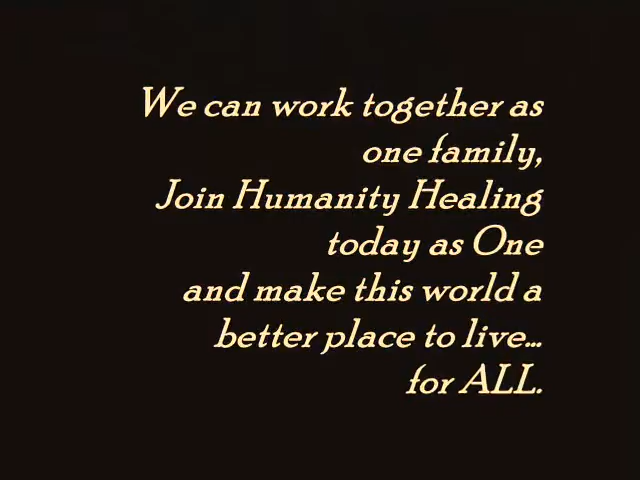 We can work together as
one family,
Join Humanity Healing
today as One
and make this world a
better place to live...
for ALL.